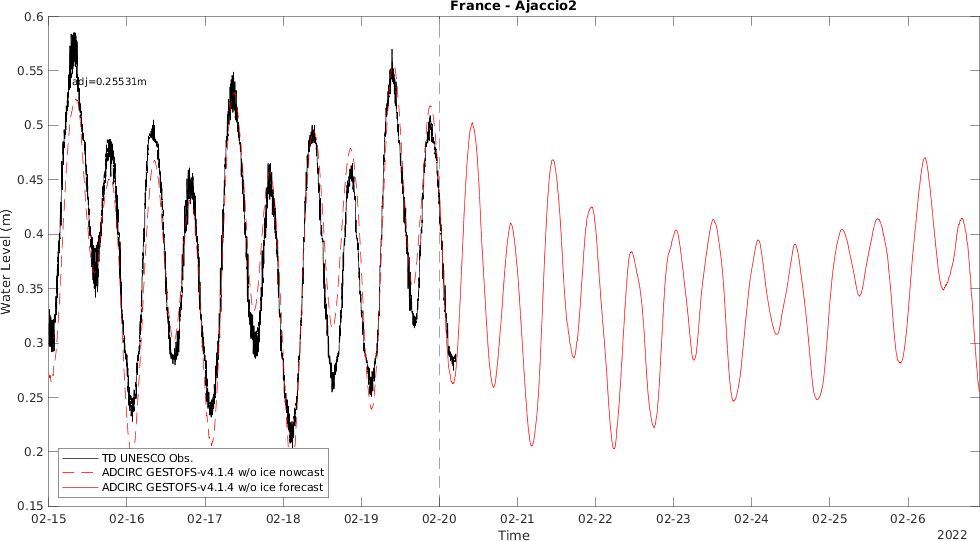 France - Ajaccio2
0.6
0.55
0.5
0.45
0.4
0.35
0.3
0.25
0.2
0.15
Water Level (m)
adj=0.25531m
TD UNESCO Obs.
ADCIRC GESTOFS-v4.1.4 w/o ice nowcast
ADCIRC GESTOFS-v4.1.4 w/o ice forecast
02-15 02-16 02-17 02-18 02-19 02-20 02-21 02-22 02-23 02-24 02-25 02-26
Time
2022